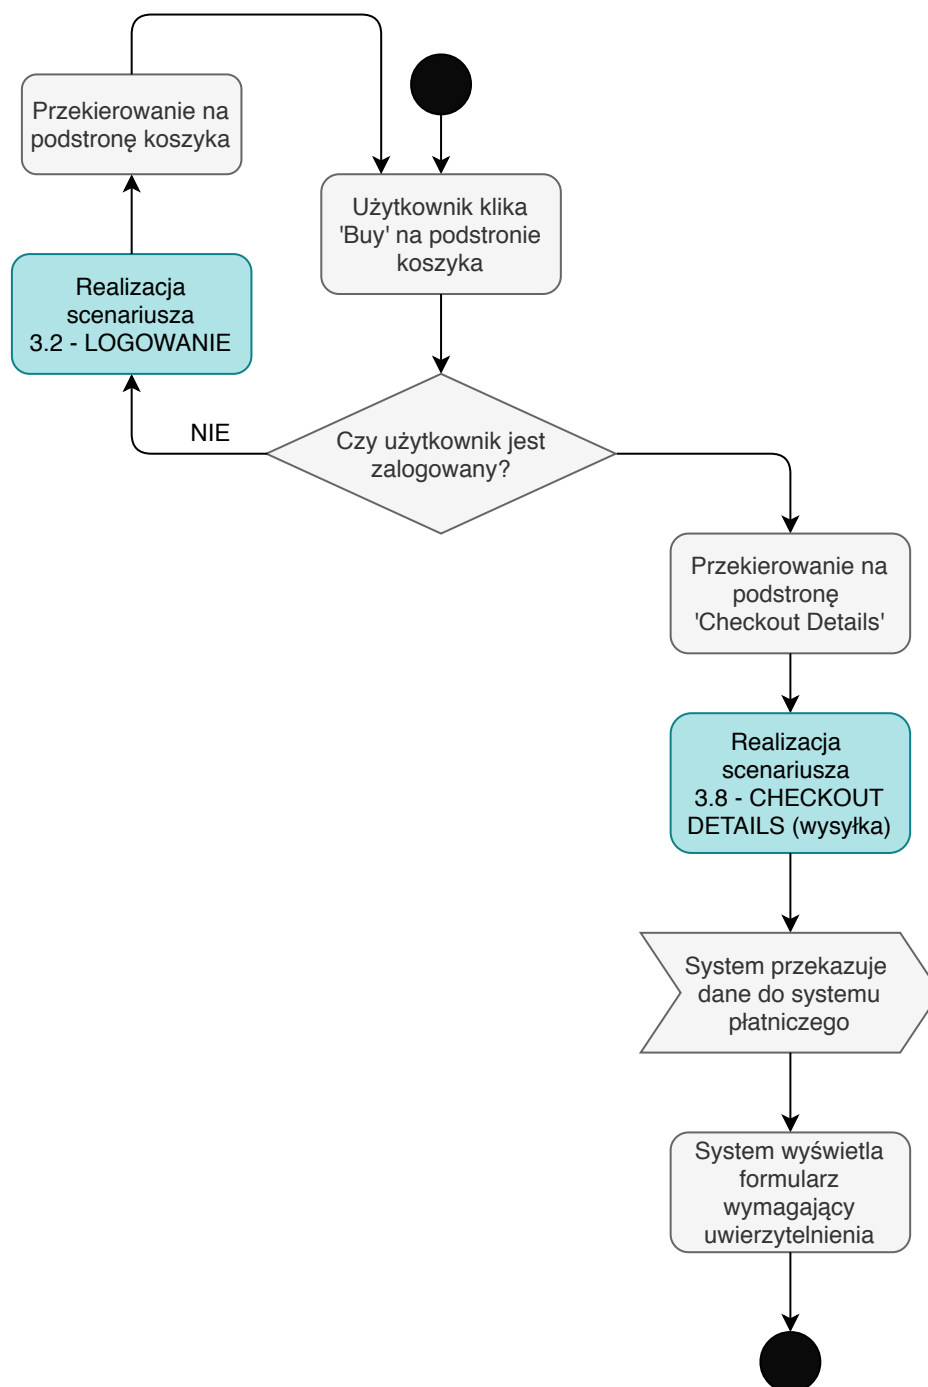 Przekierowanie na
podstronę koszyka
Użytkownik klika
'Buy' na podstronie
koszyka
Realizacja
scenariusza
3.2 - LOGOWANIE
NIE
Czy użytkownik jest
zalogowany?
Przekierowanie na
podstronę
'Checkout Details'
Realizacja
scenariusza
3.8 - CHECKOUT
DETAILS (wysyłka)
System przekazuje
dane do systemu
płatniczego
System wyświetla
formularz
wymagający
uwierzytelnienia